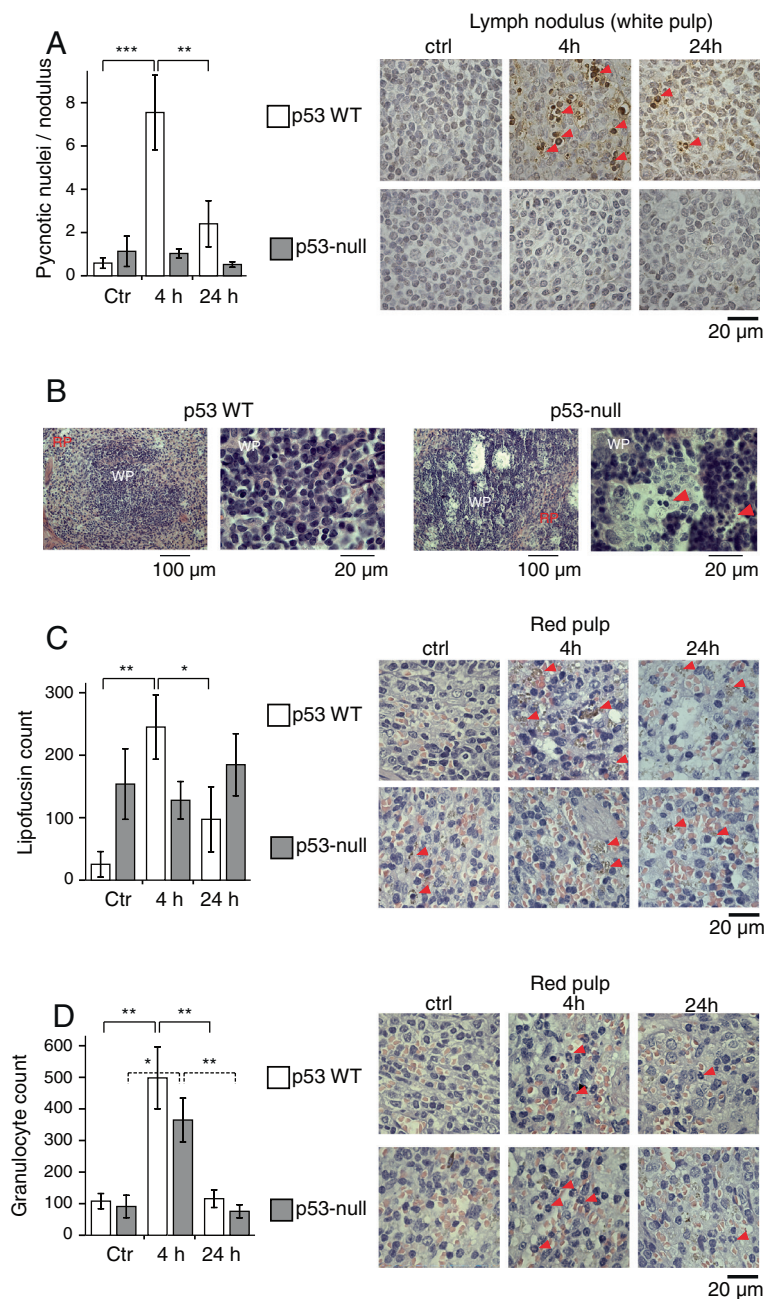 A
Lymph nodulus (white pulp)
ctrl 4h 24h
*** **
Pycnotic nuclei / nodulus
8
6
4
2
0
Ctr 4 h 24 h
p53 WT
p53-null
20 µm
B
p53 WT p53-null
RP WP WP WP RP WP
100 µm 20 µm 100 µm 20 µm
C
Red pulp
ctrl 4h 24h
** *
Lipofucsin count
300
200
100
0
Ctr 4 h 24 h
p53 WT
p53-null
20 µm
D
Red pulp
ctrl 4h 24h
** **
* **
Granulocyte count
600
500
400
300
200
100
0
Ctr 4 h 24 h
p53 WT
p53-null
20 µm